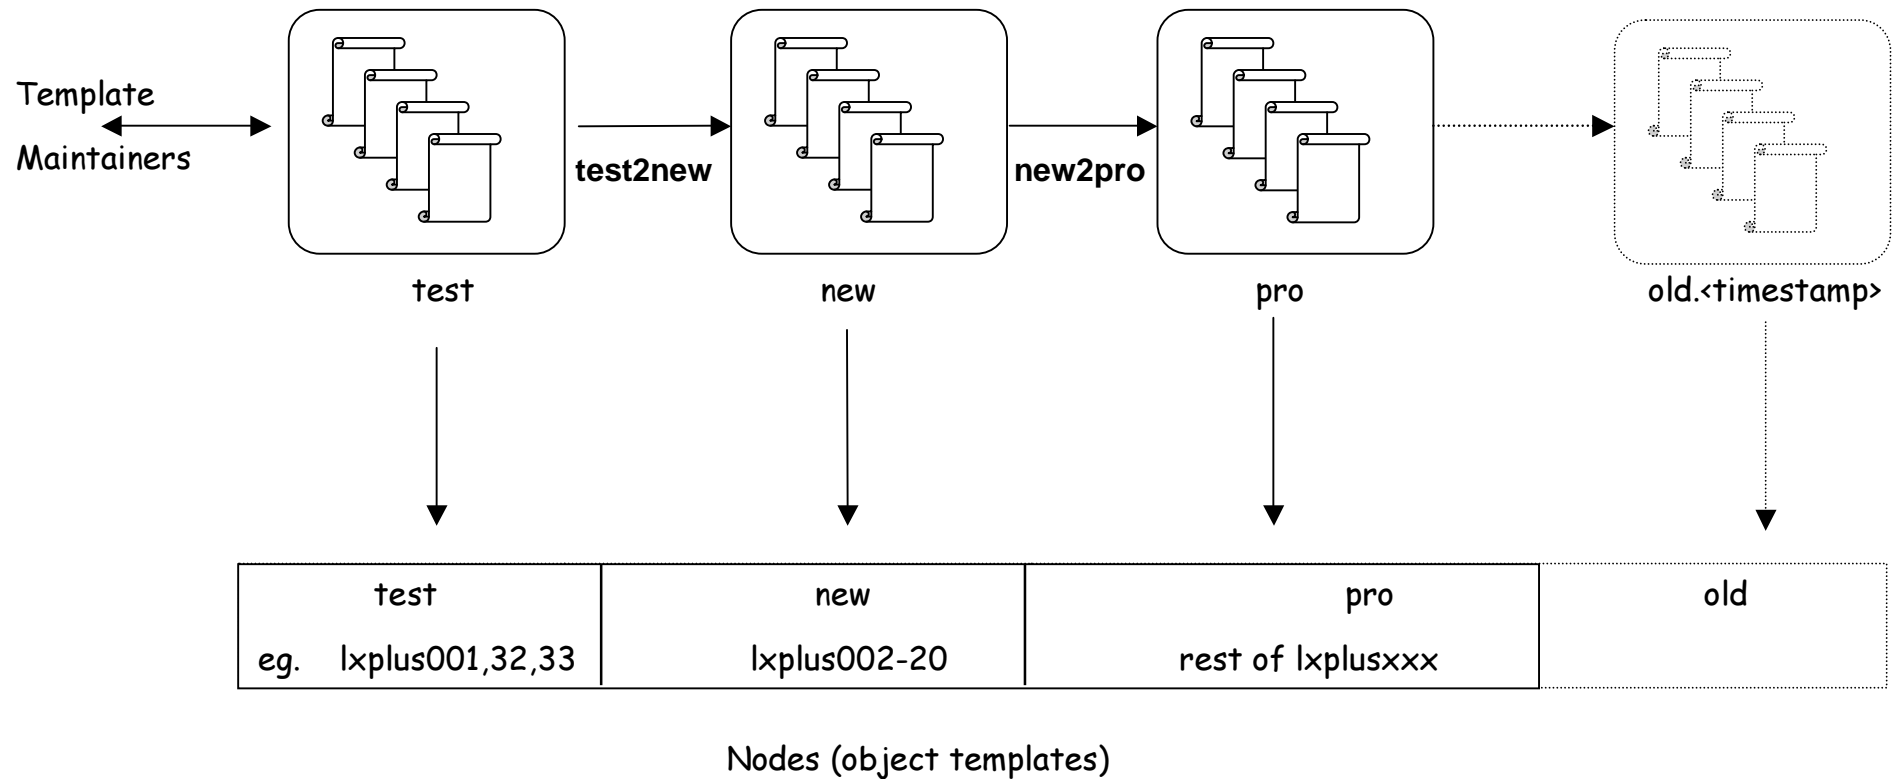 Template
Maintainers
test2new
new2pro
test
new
pro
old.<timestamp>
test
new
pro
old
eg. lxplus001,32,33
lxplus002-20
rest of lxplusxxx
Nodes (object templates)